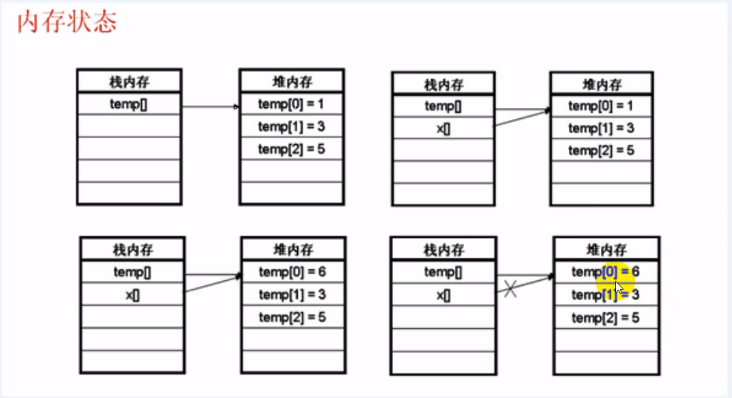 内存状态
栈内存 堆内存
temp[] temp[0] = 1
temp[1] = 3
temp[2] = 5
栈内存 堆内存
temp[] temp[0] = 1
x[] temp[1] = 3
temp[2] = 5
栈内存 堆内存
temp[] temp[0] = 6
x[] temp[1] = 3
temp[2] = 5
栈内存 堆内存
temp[] temp[0] = 6
x[] temp[1] = 3
temp[2] = 5